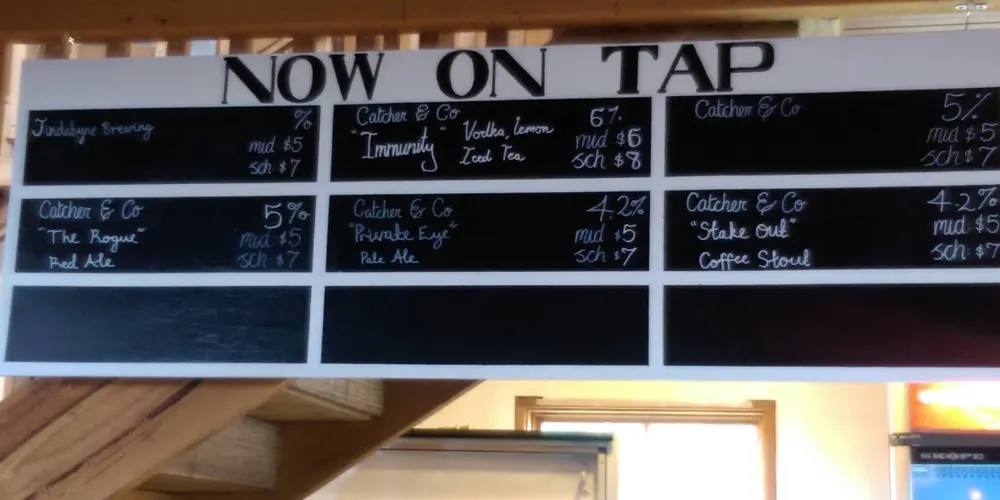 NOW ON TAP
Jindabyne Brewing
%
mid $5
sch $7
Catcher & Co 6%
"Immunity" Vodka, lemon mid $6
Iced Tea sch $8
Catcher & Co 5%
mid $5
sch $7
Catcher & Co 5%
"The Rogue" mid: $5
Red Ale sch: $7
Catcher & Co 4.2%
"Private Eye" mid $5
Pale Ale sch: $7
Catcher & Co 4.2%
"Stake Out" mid: $5
Coffee Stout sch: $7
SKOPE